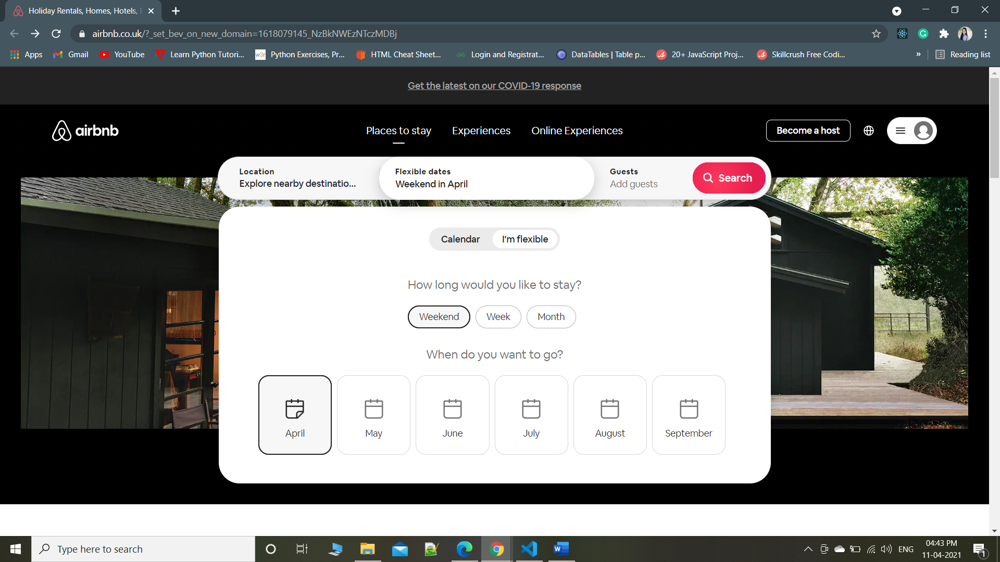 Holiday Rentals, Homes, Hotels,
airbnb.co.uk/?_set_bev_on_new_domain=1618079145_NzBkNWEzNTczMDBj
Apps Gmail YouTube Learn Python Tutori... w3r Python Exercises, Pr... HTML Cheat Sheet... Login and Registrat... DataTables | Table p... 20+ JavaScript Proj... Skillcrush Free Codi... » Reading list
Get the latest on our COVID-19 response
airbnb Places to stay Experiences Online Experiences Become a host
Location Flexible dates Guests
Explore nearby destinatio... Weekend in April Add guests Search
Calendar I'm flexible
How long would you like to stay?
Weekend Week Month
When do you want to go?
April May June July August September
Type here to search
ENG
04:43 PM
11-04-2021
1